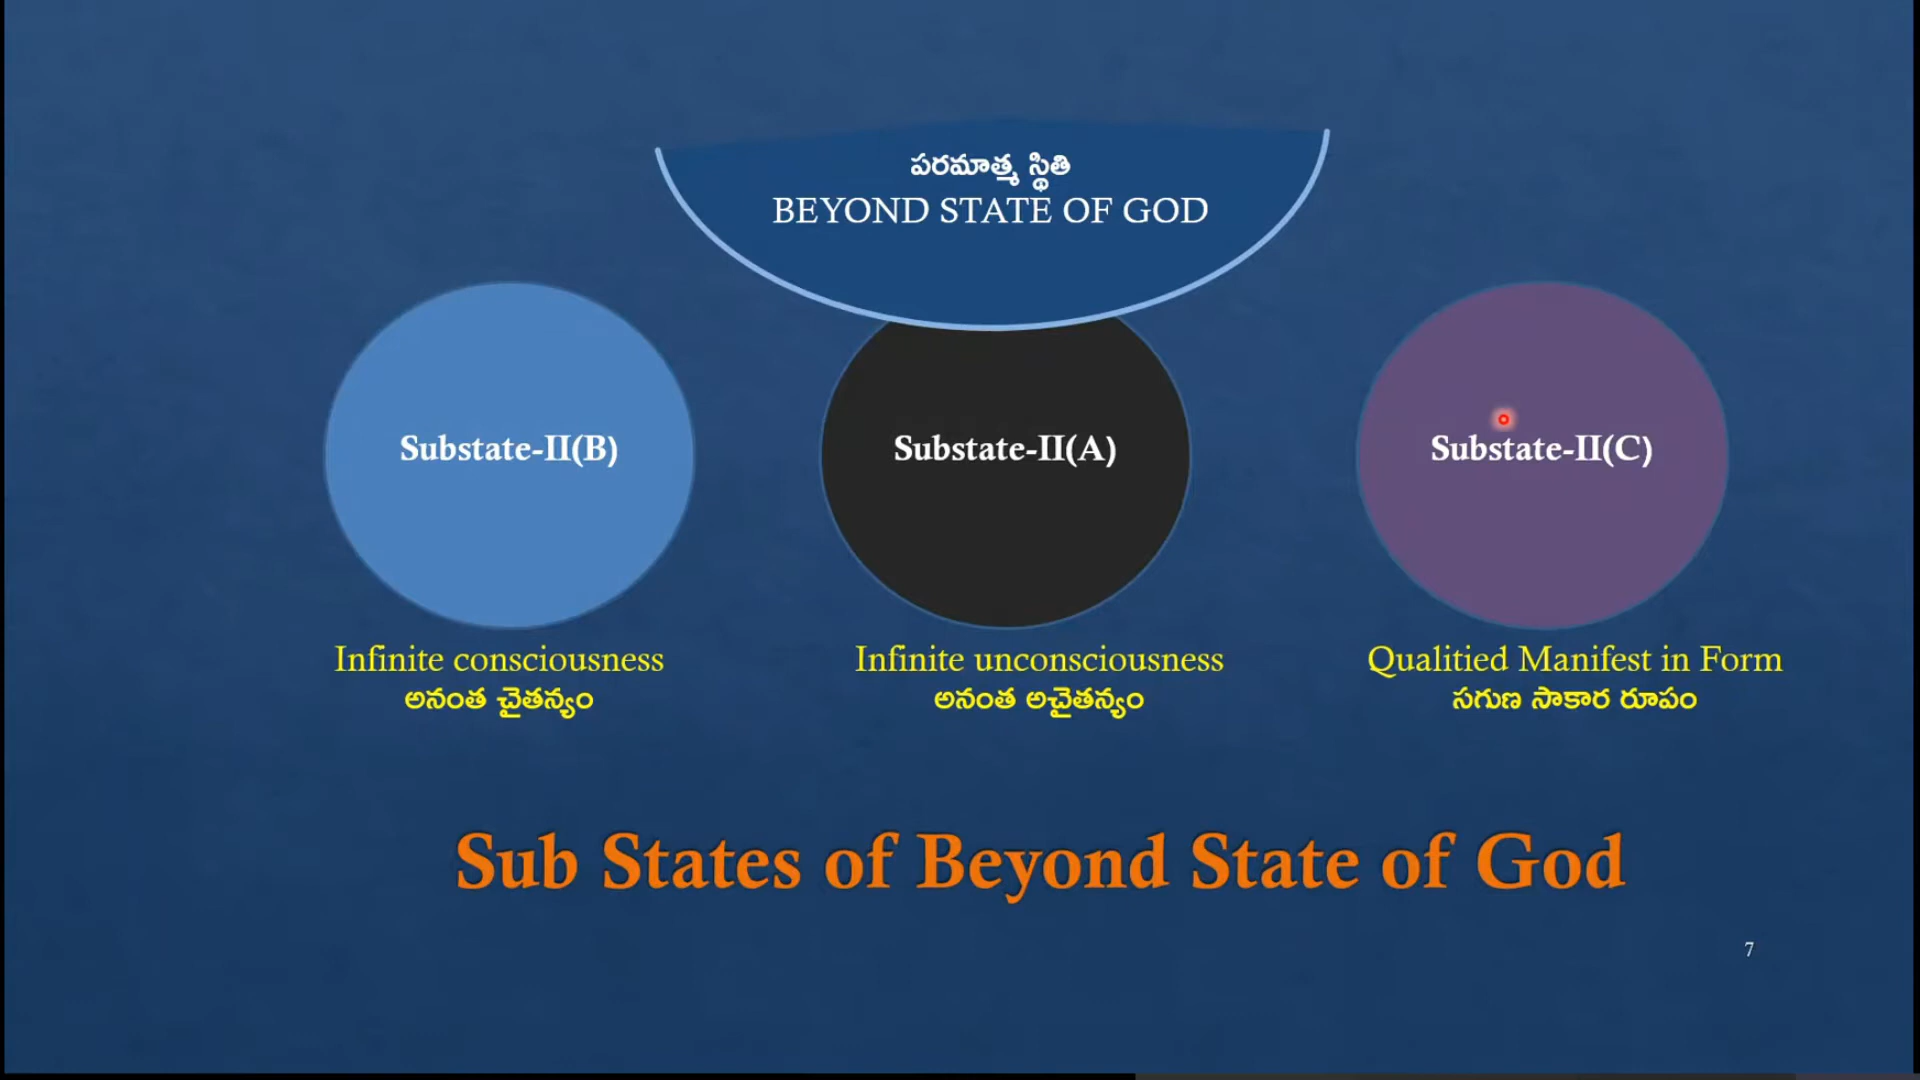 పరమాత్మ స్థితి
BEYOND STATE OF GOD
Substate-II(B)
Substate-II(A)
Substate-II(C)
Infinite consciousness
అనంత చైతన్యం
Infinite unconsciousness
అనంత అచైతన్యం
Qualitied Manifest in Form
సగుణ సాకార రూపం
Sub States of Beyond State of God
7